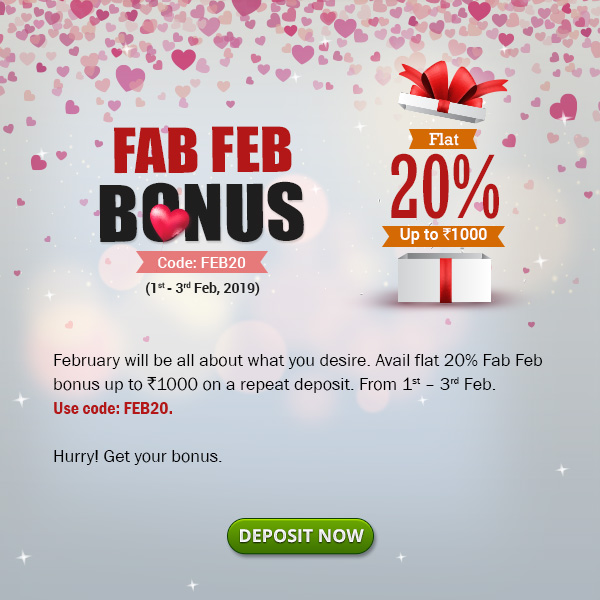 FAB FEB
BONUS
Code: FEB20
(1st - 3rd Feb, 2019)
Flat
20%
Up to ₹1000
February will be all about what you desire. Avail flat 20% Fab Feb
bonus up to ₹1000 on a repeat deposit. From 1st – 3rd Feb.
Use code: FEB20.
Hurry! Get your bonus.
DEPOSIT NOW